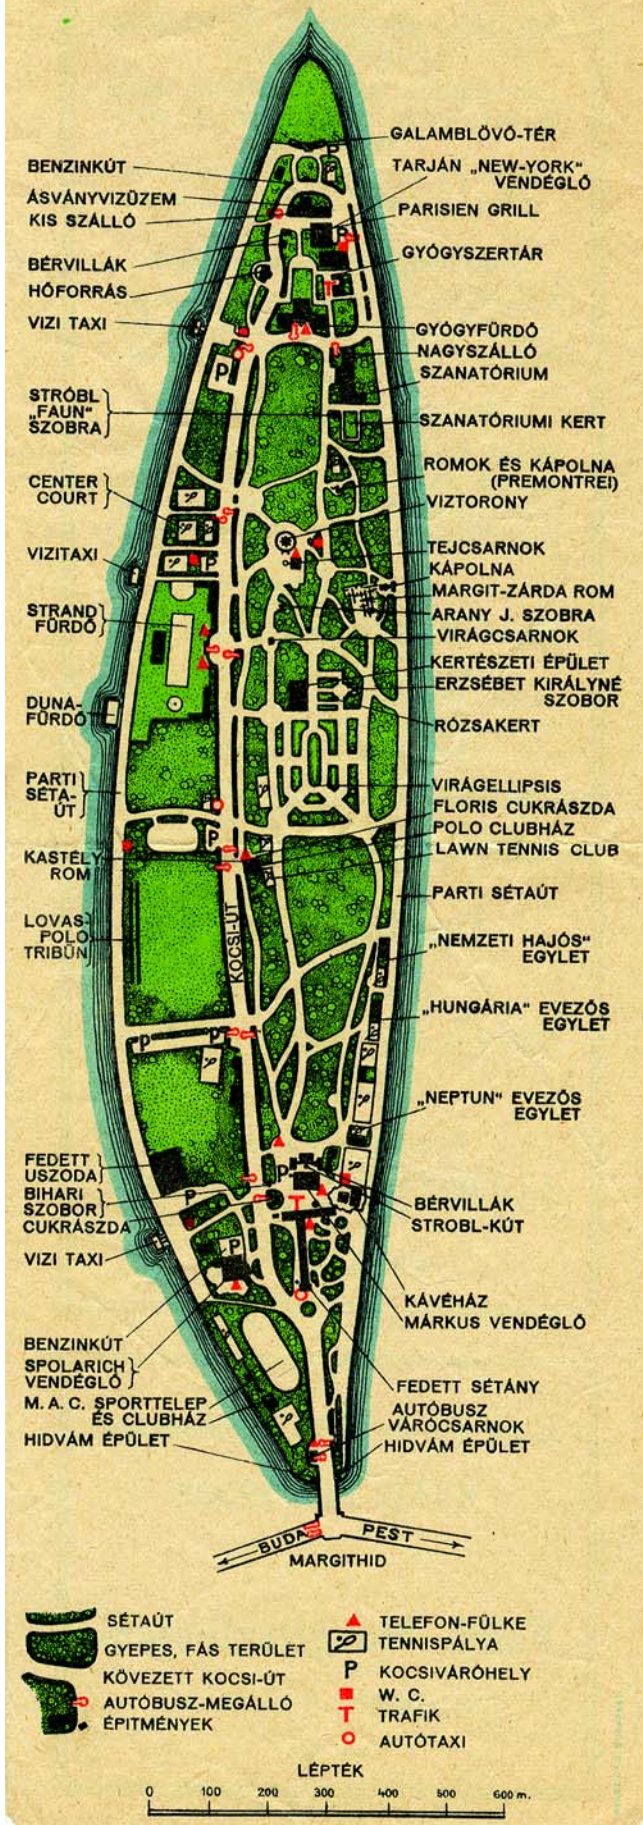 GALAMBLÖVŐ-TÉR
BENZINKÚT
TARJÁN „NEW-YORK"
VENDÉGLŐ
ÁSVÁNYVIZÜZEM
KIS SZÁLLÓ
PARISIEN GRILL
P
P
BÉRVILLÁK
GYÓGYSZERTÁR
HŐFORRÁS
VIZI TAXI
GYÓGYFÜRDŐ
NAGYSZÁLLÓ
SZANATÓRIUM
P
STRÓBL
„FAUN"
SZOBRA
SZANATÓRIUMI KERT
ROMOK ÉS KÁPOLNA
(PREMONTREI)
CENTER
COURT
VIZTORONY
VIZITAXI
P
TEJCSARNOK
KÁPOLNA
MARGIT-ZÁRDA ROM
STRAND
FÜRDŐ
ARANY J. SZOBRA
VIRÁGCSARNOK
KERTÉSZETI ÉPÜLET
ERZSÉBET KIRÁLYNÉ
SZOBOR
DUNA-
FÜRDŐ
RÓZSAKERT
PARTI
SÉTA-
ÚT
VIRÁGELLIPSIS
FLORIS CUKRÁSZDA
POLO CLUBHÁZ
LAWN TENNIS CLUB
P
KASTÉLY
ROM
PARTI SÉTAÚT
LOVAS
POLÓ
TRIBÜN
KOCSI-ÚT
„NEMZETI HAJÓS"
EGYLET
„HUNGÁRIA" EVEZŐS
EGYLET
P
P
„NEPTUN" EVEZŐS
EGYLET
FEDETT
USZODA
P
P
BIHARI
SZOBOR
CUKRÁSZDA
BÉRVILLÁK
STROBL-KÚT
VIZI TAXI
P
KÁVÉHÁZ
MÁRKUS VENDÉGLŐ
BENZINKÚT
SPOLARICH
VENDÉGLŐ
FEDETT SÉTÁNY
M.A.C. SPORTTELEP
ÉS CLUBHÁZ
AUTÓBUSZ
VÁRÓCSARNOK
HIDVÁM ÉPÜLET
HIDVÁM ÉPÜLET
BUDA
PEST
MARGITHID
SÉTAÚT
GYEPES, FÁS TERÜLET
KÖVEZETT KOCSI-ÚT
AUTÓBUSZ-MEGÁLLÓ
ÉPITMÉNYEK
TELEFON-FÜLKE
TENNISPÁLYA
P KOCSIVÁRÓHELY
W. C.
T TRAFIK
AUTÓTAXI
LÉPTÉK
0 100 200 300 400 500 600 m.